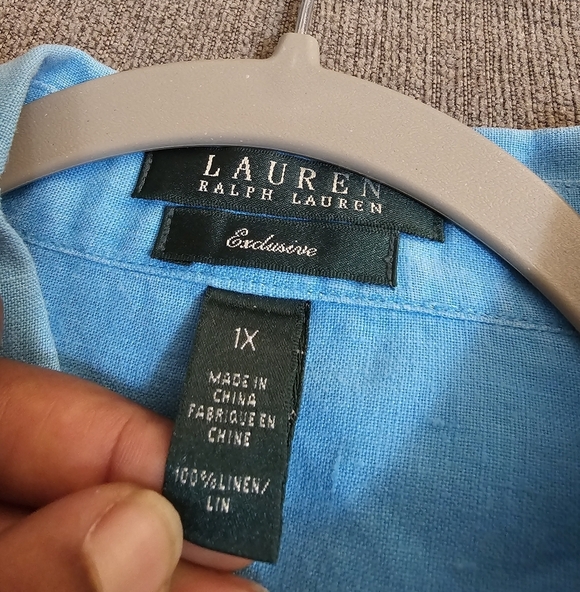 LAUREN
RALPH LAUREN
Exclusive
1X
MADE IN
CHINA
FABRIQUE EN
CHINE
100% LINEN/
LIN